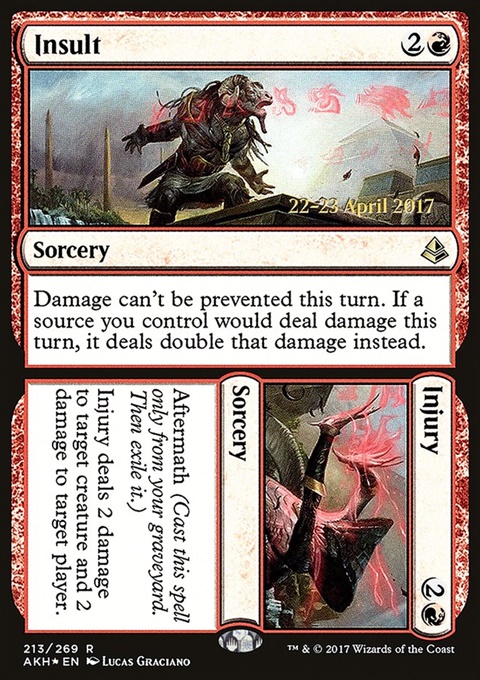 Insult 2
22-23 April 2017
Sorcery
Damage can't be prevented this turn. If a
source you control would deal damage this
turn, it deals double that damage instead.
Injury 2
Sorcery
Aftermath (Cast this spell
only from your graveyard.
Then exile it.)
Injury deals 2 damage
to target creature and 2
damage to target player.
213/269 R
AKH★EN Lucas Graciano
™ & © 2017 Wizards of the Coast